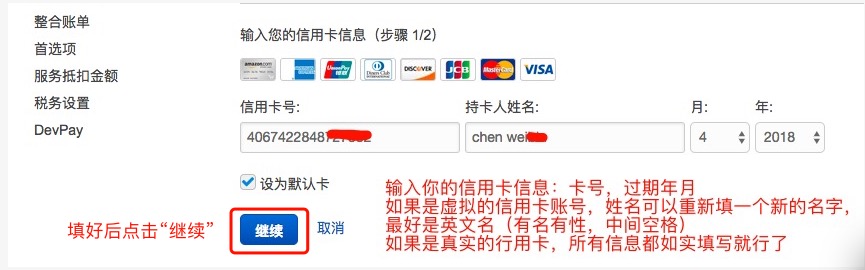 整合账单
首选项
服务抵扣金额
税务设置
DevPay
输入您的信用卡信息（步骤 1/2）
amazon.com UnionPay 银联 Diners Club DISCOVER JCB MasterCard VISA
信用卡号: 持卡人姓名: 月: 年:
4067422848 chen wei 4 2018
设为默认卡
继续 取消
填好后点击“继续”
输入你的信用卡信息：卡号，过期年月
如果是虚拟的信用卡账号，姓名可以重新填一个新的名字，
最好是英文名（有名有性，中间空格）
如果是真实的行用卡，所有信息都如实填写就行了